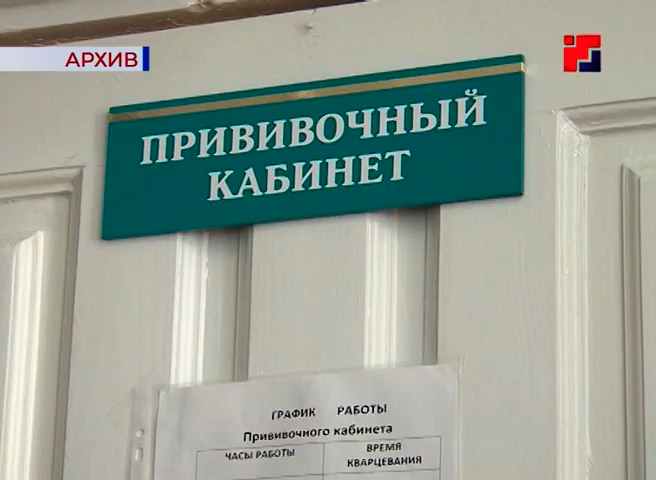 АРХИВ
ПРИВИВОЧНЫЙ
КАБИНЕТ
ГРАФИК РАБОТЫ
Прививочного кабинета
ЧАСЫ РАБОТЫ
ВРЕМЯ
КВАРЦЕВАНИЯ